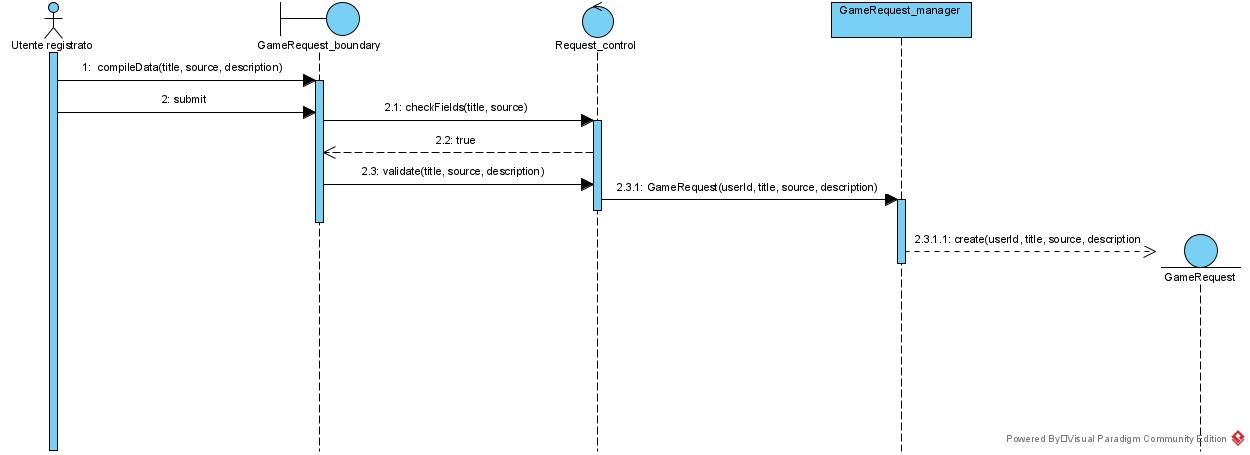 GameRequest_manager
Utente registrato
GameRequest_boundary
Request_control
1: compileData(title, source, description)
2: submit
2.1: checkFields(title, source)
2.2: true
2.3: validate(title, source, description)
2.3.1: GameRequest(userId, title, source, description)
2.3.1.1: create(userId, title, source, description
GameRequest
Powered By□Visual Paradigm Community Edition